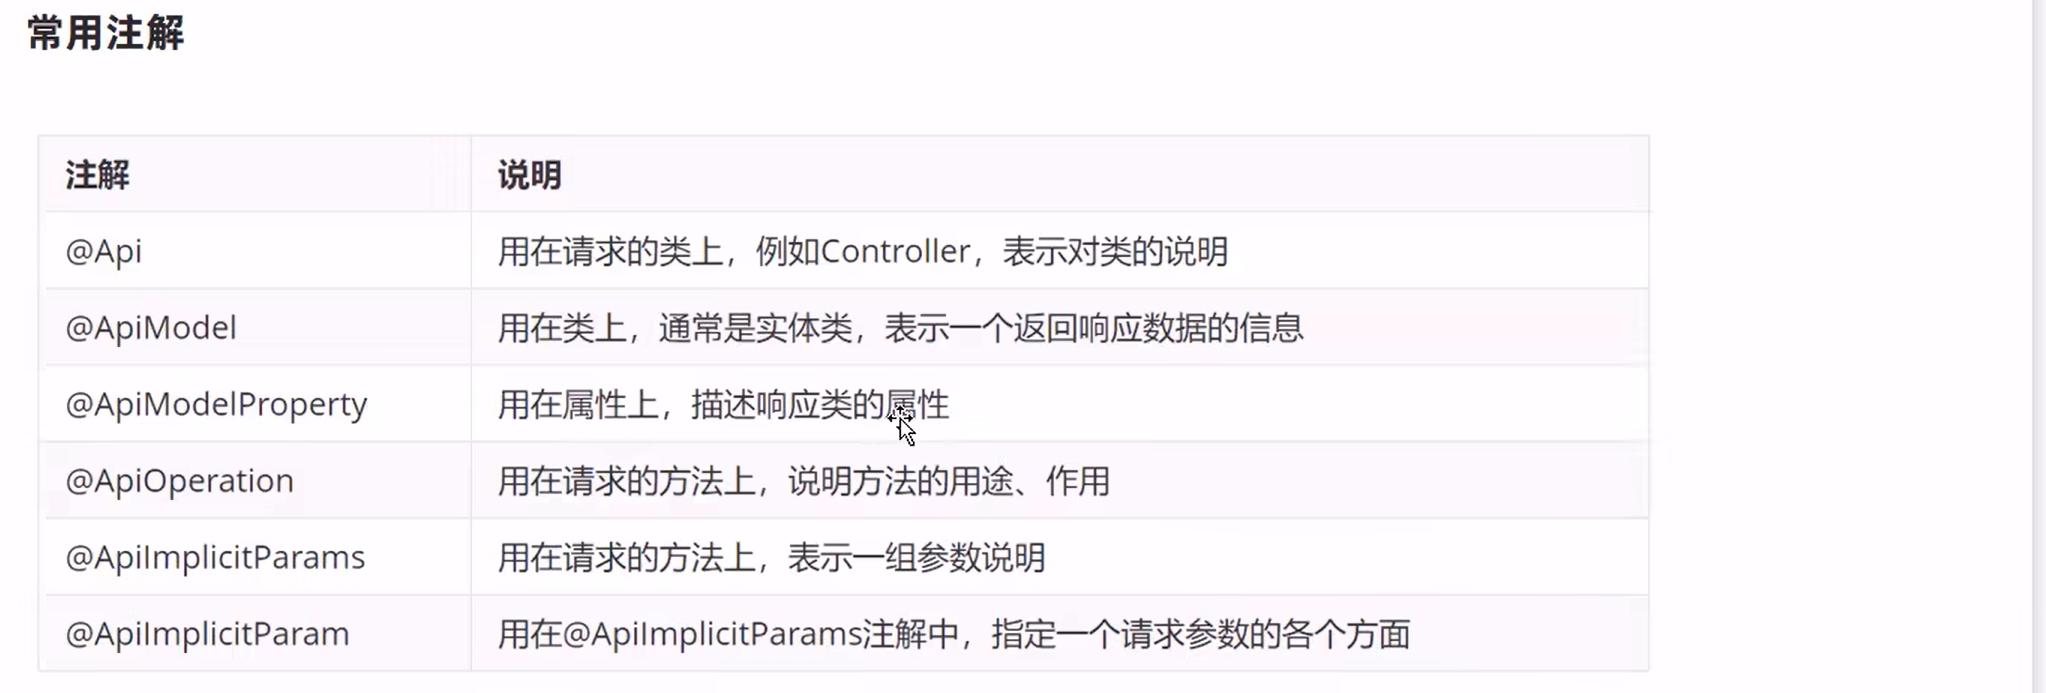 常用注解
注解 说明
@Api 用在请求的类上，例如Controller，表示对类的说明
@ApiModel 用在类上，通常是实体类，表示一个返回响应数据的信息
@ApiModelProperty 用在属性上，描述响应类的属性
@ApiOperation 用在请求的方法上，说明方法的用途、作用
@ApiImplicitParams 用在请求的方法上，表示一组参数说明
@ApiImplicitParam 用在@ApiImplicitParams注解中，指定一个请求参数的各个方面